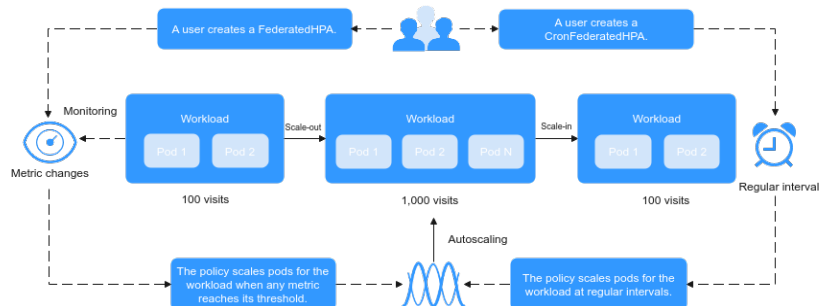 A user creates a FederatedHPA.
A user creates a
CronFederatedHPA.
Monitoring
Workload
Pod 1
Pod 2
Scale-out
Workload
Pod 1
Pod 2
Pod N
Scale-in
Workload
Pod 1
Pod 2
Metric changes
Regular interval
100 visits
1,000 visits
100 visits
Autoscaling
The policy scales pods for the
workload when any metric
reaches its threshold.
The policy scales pods for the
workload at regular intervals.